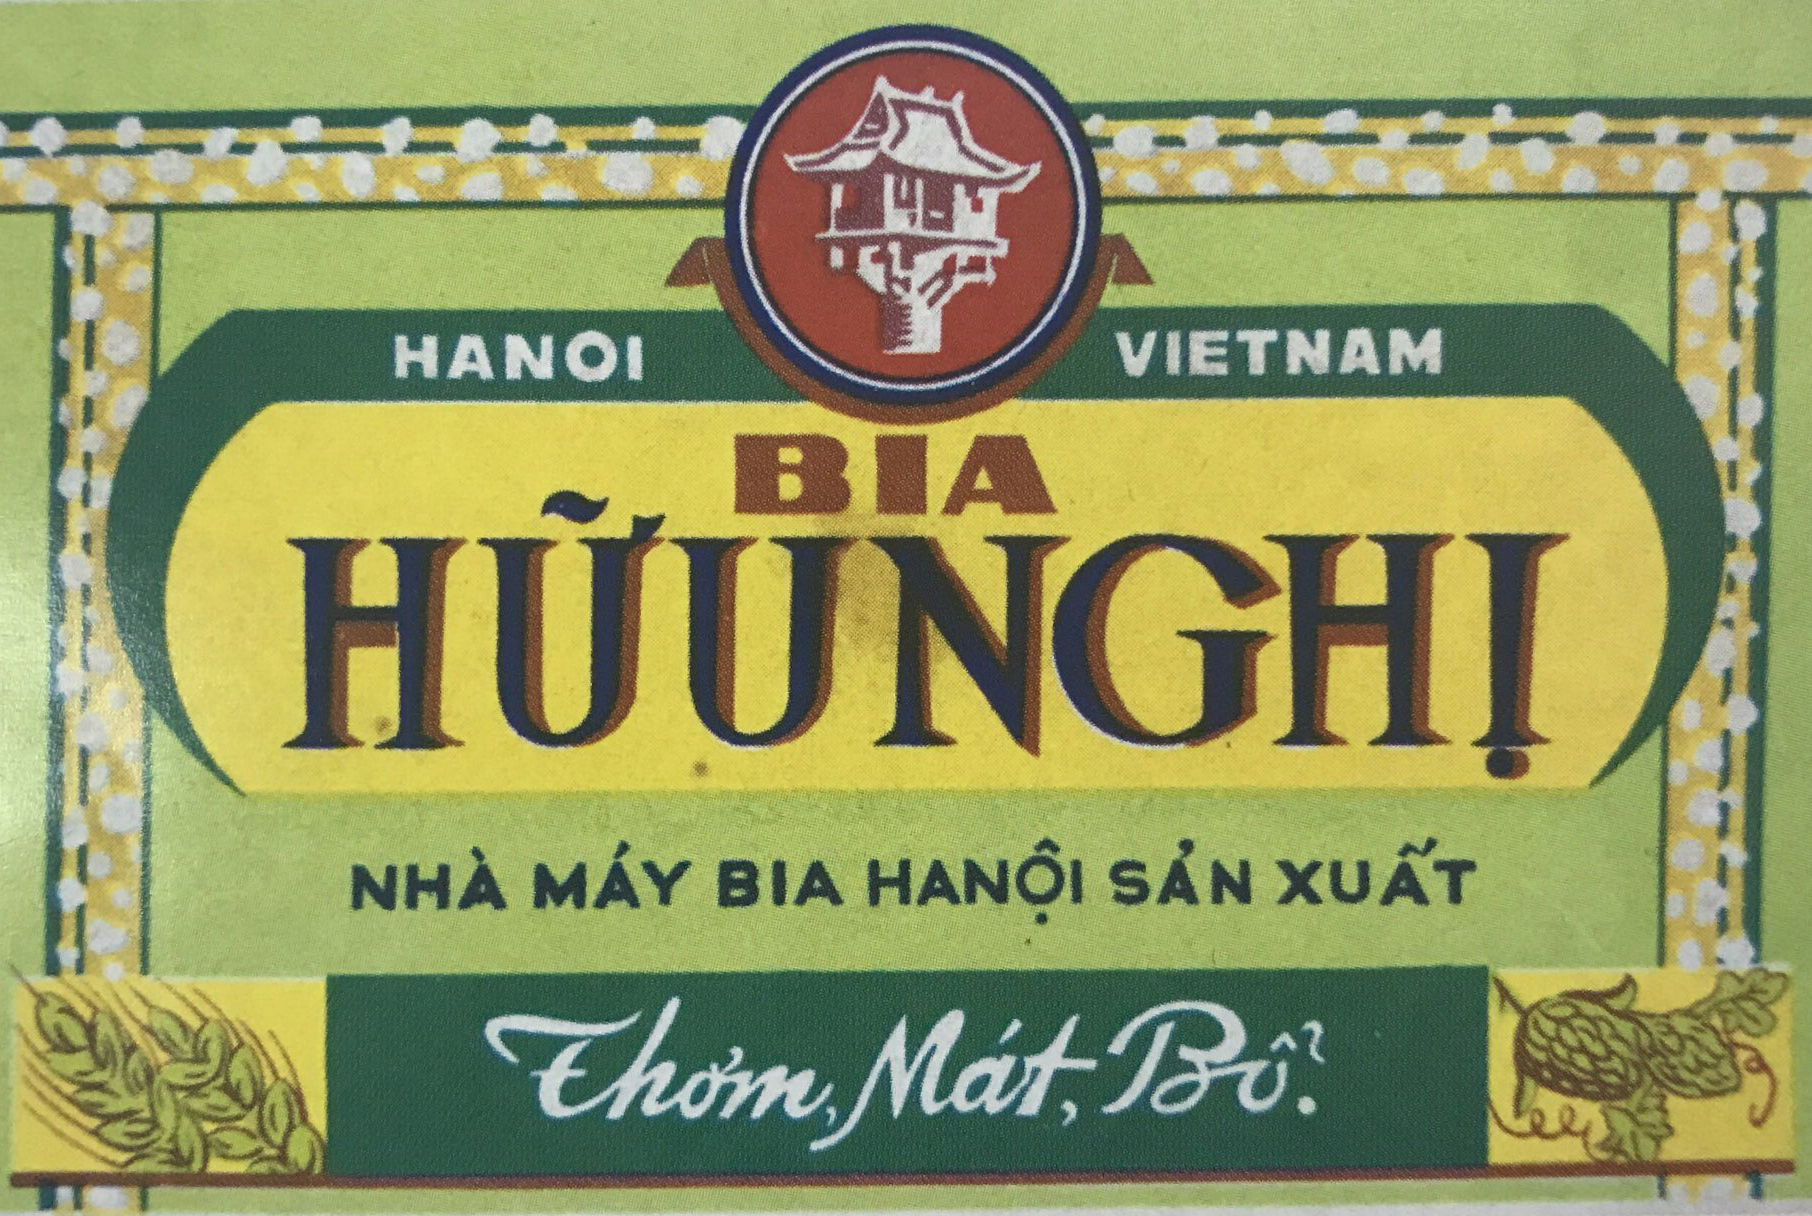 HANOI VIETNAM
BIA
HỮU NGHỊ
NHÀ MÁY BIA HANỘI SẢN XUẤT
Thơm, Mát, Bổ.